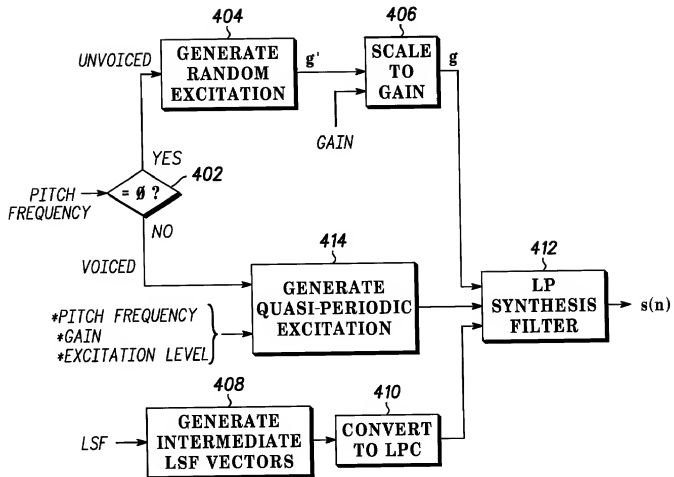 404
406
UNVOICED
GENERATE
RANDOM
EXCITATION
g'
SCALE
TO
GAIN
g
GAIN
YES
402
PITCH
FREQUENCY
= 0 ?
NO
VOICED
414
412
GENERATE
QUASI-PERIODIC
EXCITATION
LP
SYNTHESIS
FILTER
s(n)
*PITCH FREQUENCY
*GAIN
*EXCITATION LEVEL
408
410
LSF
GENERATE
INTERMEDIATE
LSF VECTORS
CONVERT
TO LPC